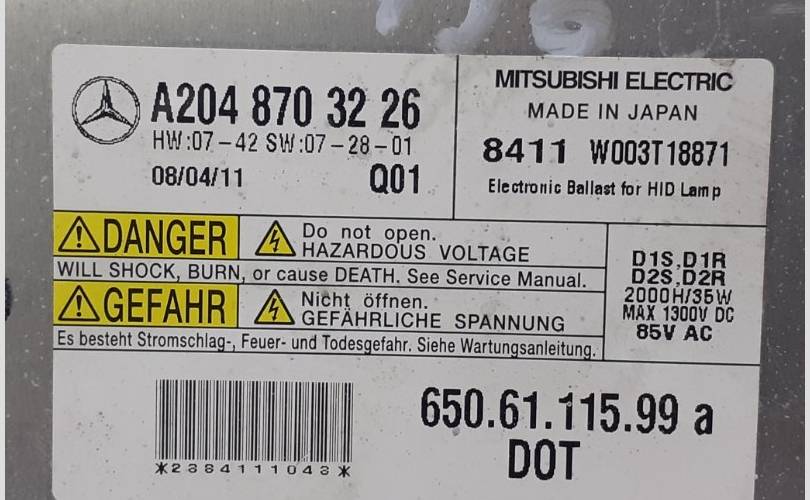 A204 870 32 26
HW:07-42 SW:07-28-01
08/04/11 Q01
MITSUBISHI ELECTRIC
MADE IN JAPAN
8411 W003T18871
Electronic Ballast for HID Lamp
DANGER
Do not open.
HAZARDOUS VOLTAGE
WILL SHOCK, BURN, or cause DEATH. See Service Manual.
GEFAHR
Nicht öffnen.
GEFÄHRLICHE SPANNUNG
Es besteht Stromschlag-, Feuer- und Todesgefahr. Siehe Wartungsanleitung.
D1S,D1R
D2S,D2R
2000H/35W
MAX 1300V DC
85V AC
*2384111043*
650.61.115.99 a
DOT